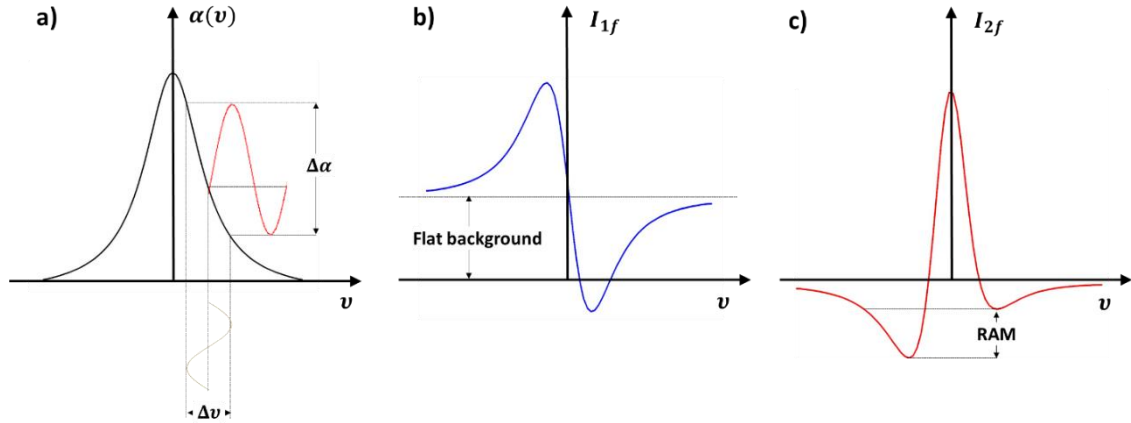 a)
α(υ)
Δα
υ
Δυ
b)
I₁f
Flat background
υ
c)
I₂f
RAM
υ